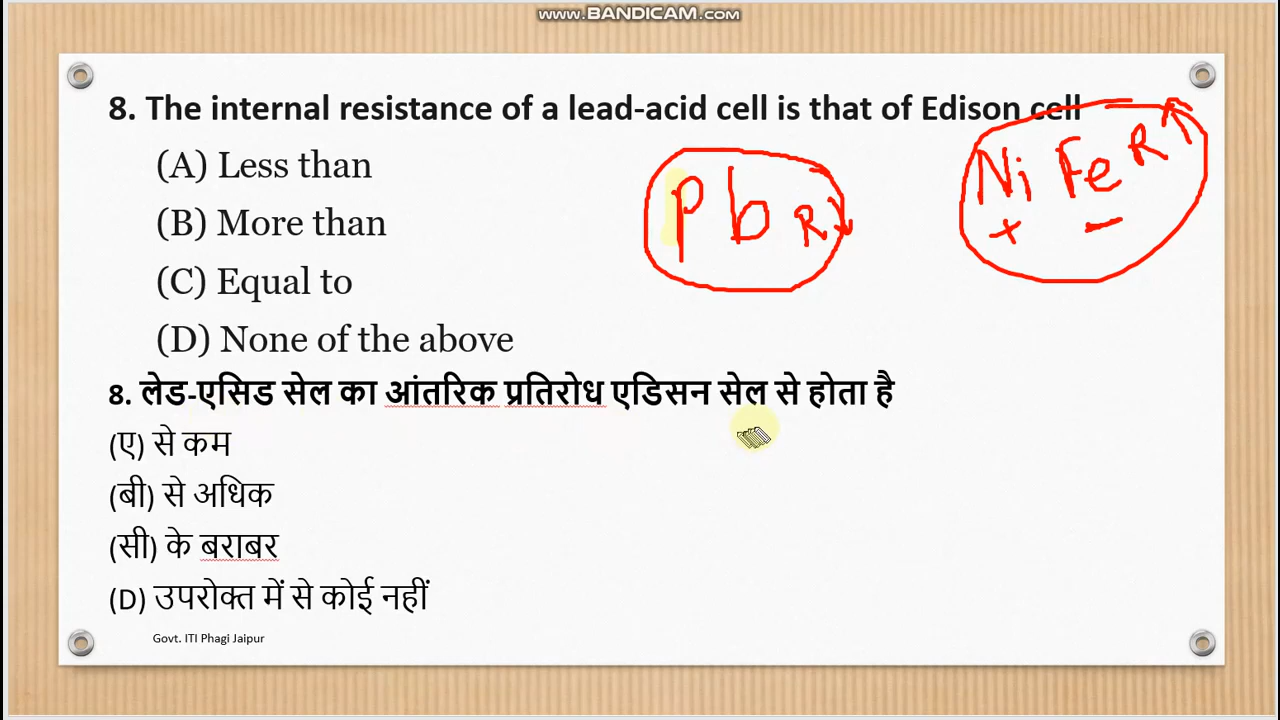 www.BANDICAM.com
8. The internal resistance of a lead-acid cell is that of Edison cell
(A) Less than
(B) More than
(C) Equal to
(D) None of the above
Pb R↓
Ni Fe R↑
+ −
8. लेड-एसिड सेल का आंतरिक प्रतिरोध एडिसन सेल से होता है
(ए) से कम
(बी) से अधिक
(सी) के बराबर
(D) उपरोक्त में से कोई नहीं
Govt. ITI Phagi Jaipur